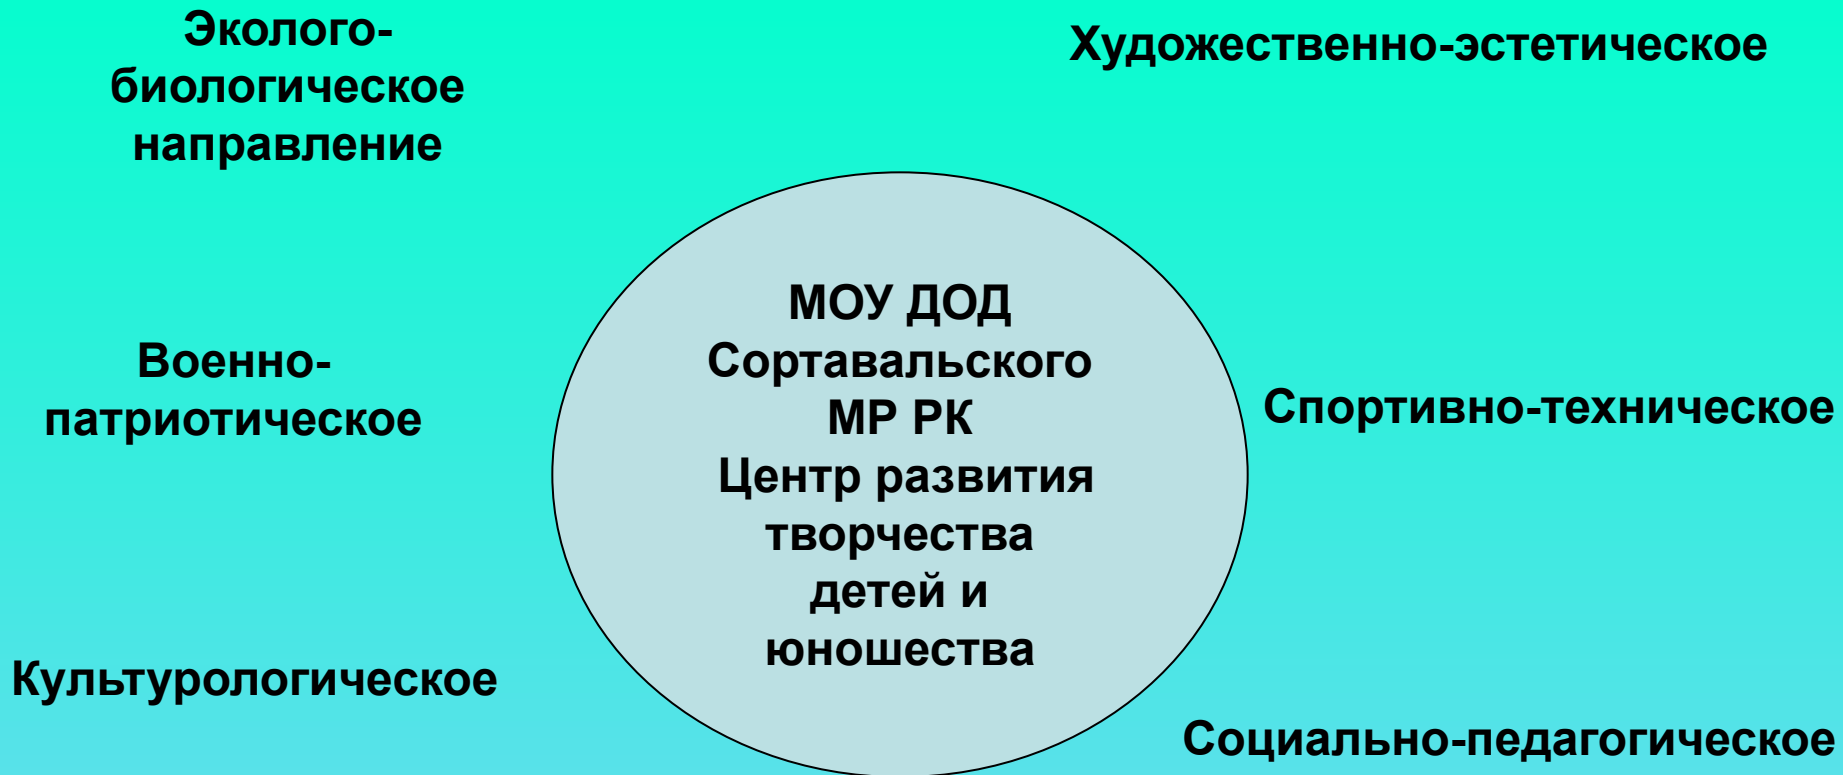 Эколого-
биологическое
направление
Художественно-эстетическое
МОУ ДОД
Сортавальского
МР РК
Центр развития
творчества
детей и
юношества
Военно-
патриотическое
Спортивно-техническое
Культурологическое
Социально-педагогическое